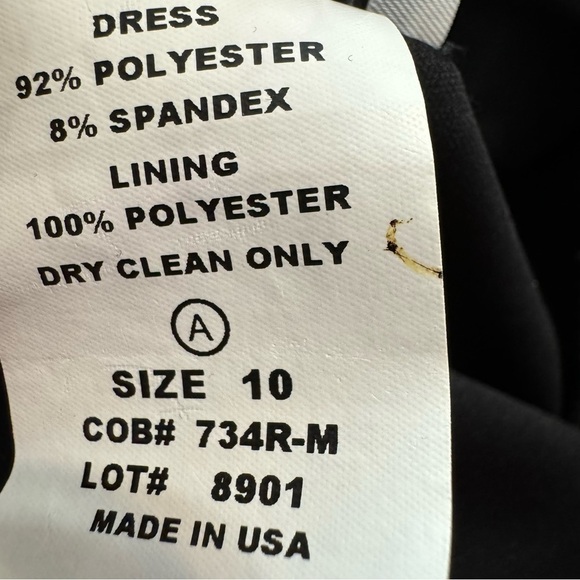 DRESS
92% POLYESTER
8% SPANDEX
LINING
100% POLYESTER
DRY CLEAN ONLY
A
SIZE 10
COB# 734R-M
LOT# 8901
MADE IN USA